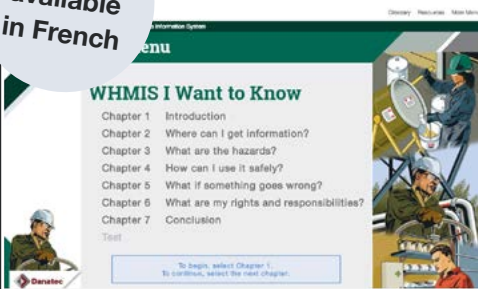 available
in French
Glossary Resources Main Menu
Information System
enu
WHMIS I Want to Know
Chapter 1 Introduction
Chapter 2 Where can I get information?
Chapter 3 What are the hazards?
Chapter 4 How can I use it safely?
Chapter 5 What if something goes wrong?
Chapter 6 What are my rights and responsibilities?
Chapter 7 Conclusion
Test
To begin, select Chapter 1.
To continue, select the next chapter.
Danatec